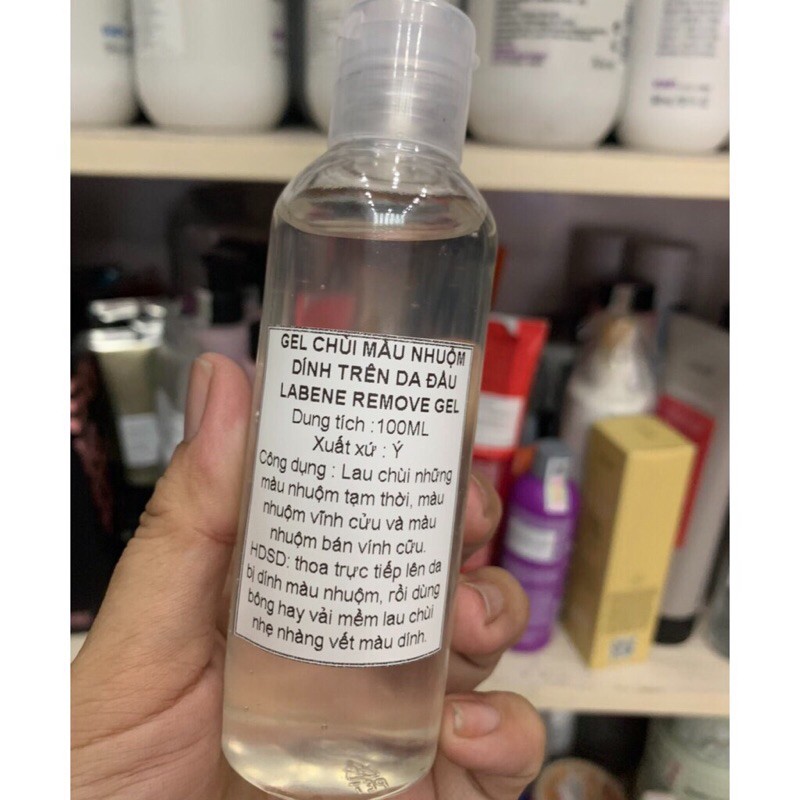 GEL CHÙI MÀU NHUỘM
DÍNH TRÊN DA ĐẦU
LABENE REMOVE GEL
Dung tích :100ML
Xuất xứ : Ý
Công dụng : Lau chùi những
màu nhuộm tạm thời, màu
nhuộm vĩnh cửu và màu
nhuộm bán vính cữu.
HDSD: thoa trực tiếp lên da
bị dính màu nhuộm, rồi dùng
bông hay vải mềm lau chùi
nhẹ nhàng vết màu dính.